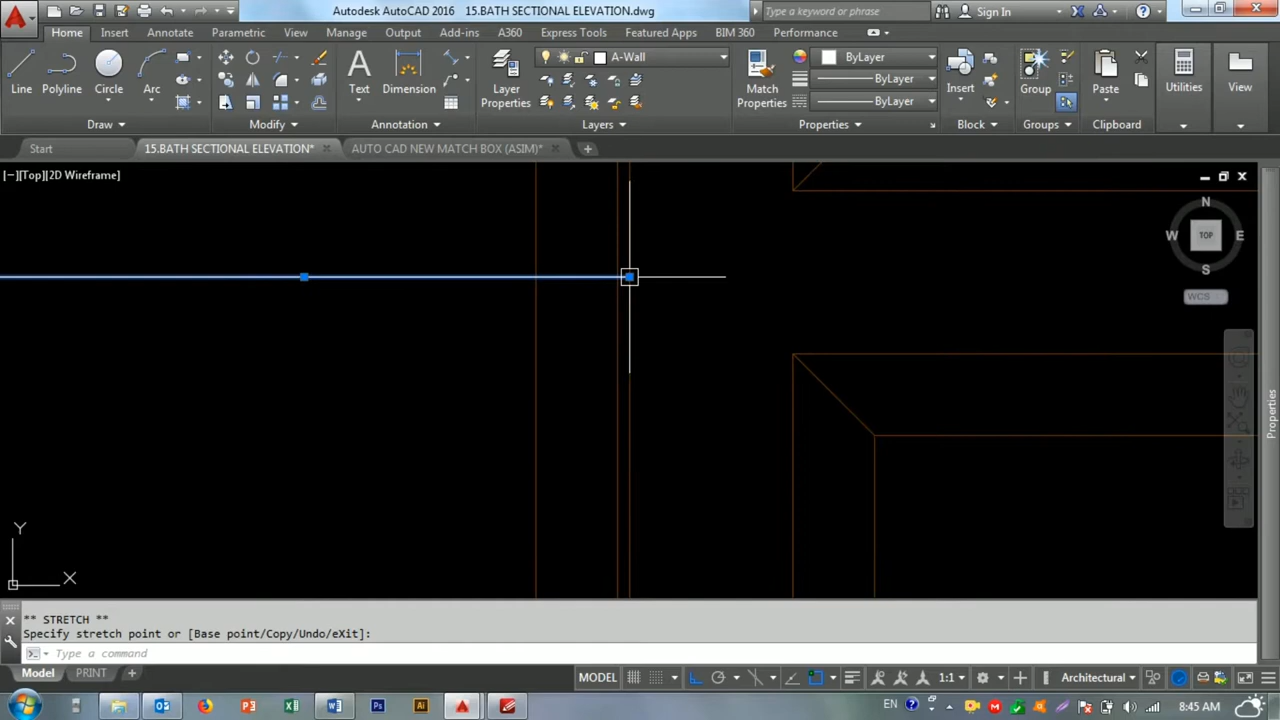 Autodesk AutoCAD 2016 15.BATH SECTIONAL ELEVATION.dwg
Type a keyword or phrase
Sign In
Home Insert Annotate Parametric View Manage Output Add-ins A360 Express Tools Featured Apps BIM 360 Performance
A-Wall
ByLayer
Line Polyline Circle Arc Text Dimension Layer Properties Match Properties Insert Group Paste Utilities View
ByLayer
ByLayer
Draw Modify Annotation Layers Properties Block Groups Clipboard
Start 15.BATH SECTIONAL ELEVATION* AUTO CAD NEW MATCH BOX (ASIM)*
[−][Top][2D Wireframe]
N
W TOP E
S
WCS
Properties
Y
X
** STRETCH **
Specify stretch point or [Base point/Copy/Undo/eXit]:
Type a command
Model PRINT
MODEL 1:1 Architectural
EN 8:45 AM